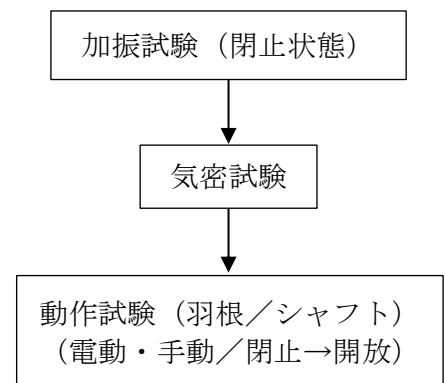 加振試験（閉止状態）
気密試験
動作試験（羽根／シャフト）
（電動・手動／閉止→開放）